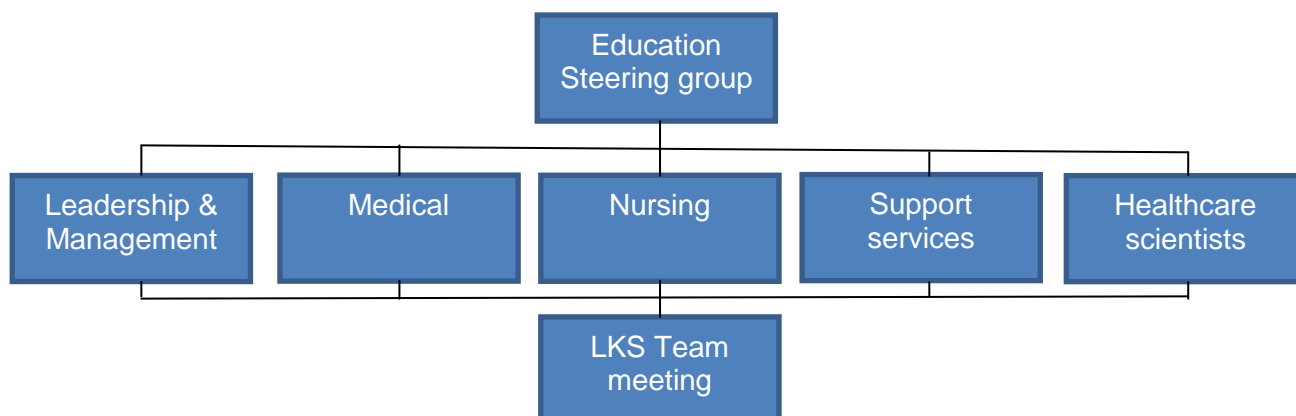 Education
Steering group
Leadership &
Management
Medical
Nursing
Support
services
Healthcare
scientists
LKS Team
meeting